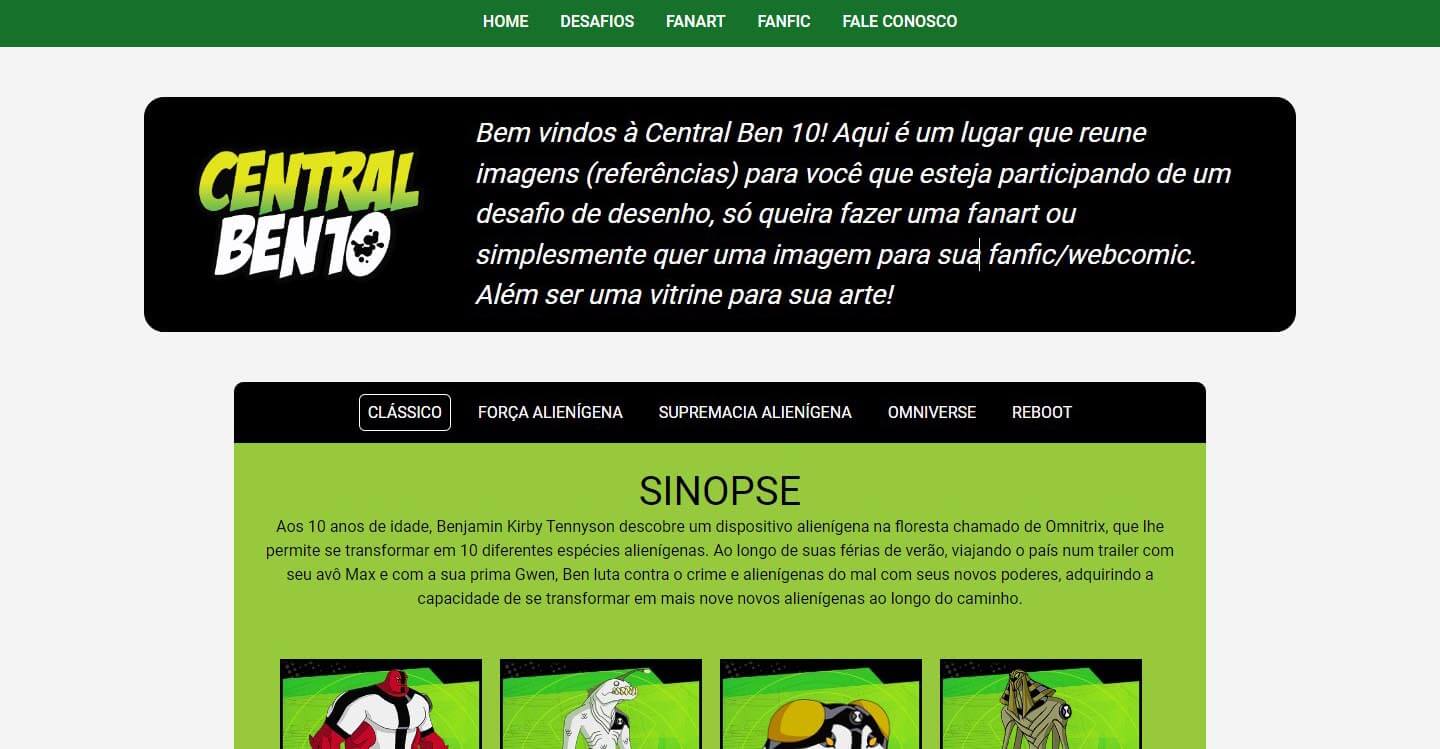 HOME DESAFIOS FANART FANFIC FALE CONOSCO
CENTRAL
BEN10
Bem vindos à Central Ben 10! Aqui é um lugar que reune
imagens (referências) para você que esteja participando de um
desafio de desenho, só queira fazer uma fanart ou
simplesmente quer uma imagem para sua fanfic/webcomic.
Além ser uma vitrine para sua arte!
CLÁSSICO FORÇA ALIENÍGENA SUPREMACIA ALIENÍGENA OMNIVERSE REBOOT
SINOPSE
Aos 10 anos de idade, Benjamin Kirby Tennyson descobre um dispositivo alienígena na floresta chamado de Omnitrix, que lhe
permite se transformar em 10 diferentes espécies alienígenas. Ao longo de suas férias de verão, viajando o país num trailer com
seu avô Max e com a sua prima Gwen, Ben luta contra o crime e alienígenas do mal com seus novos poderes, adquirindo a
capacidade de se transformar em mais nove novos alienígenas ao longo do caminho.